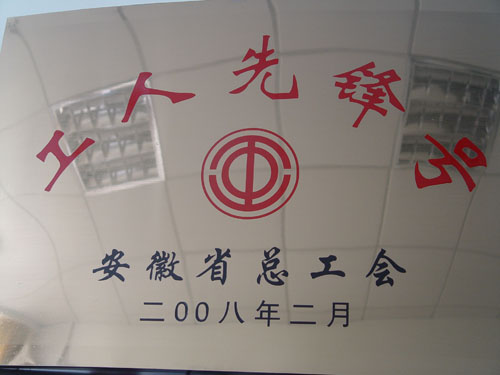 工人先锋号
安徽省总工会
二00八年二月